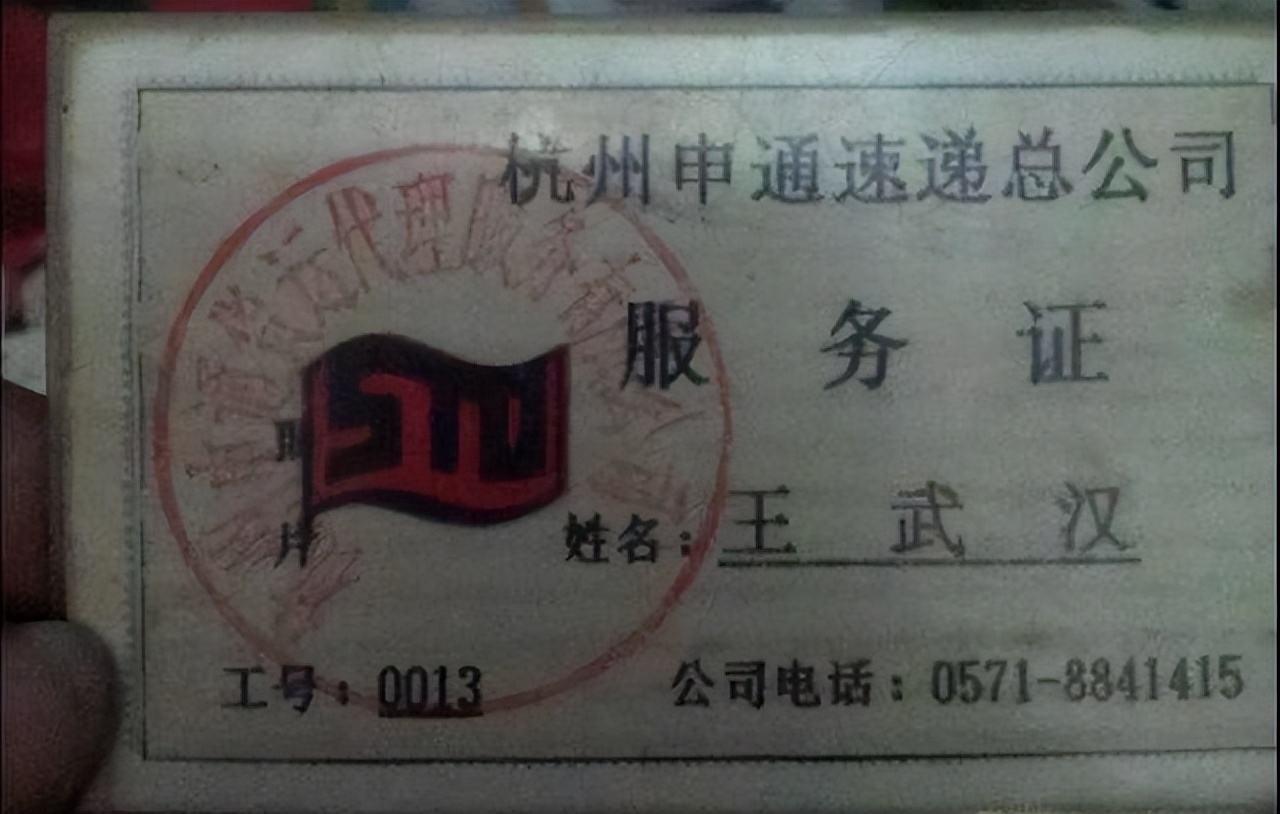 杭州申通速递总公司
服务证
照片
姓名：王武汉
工号：0013
公司电话：0571-8841415